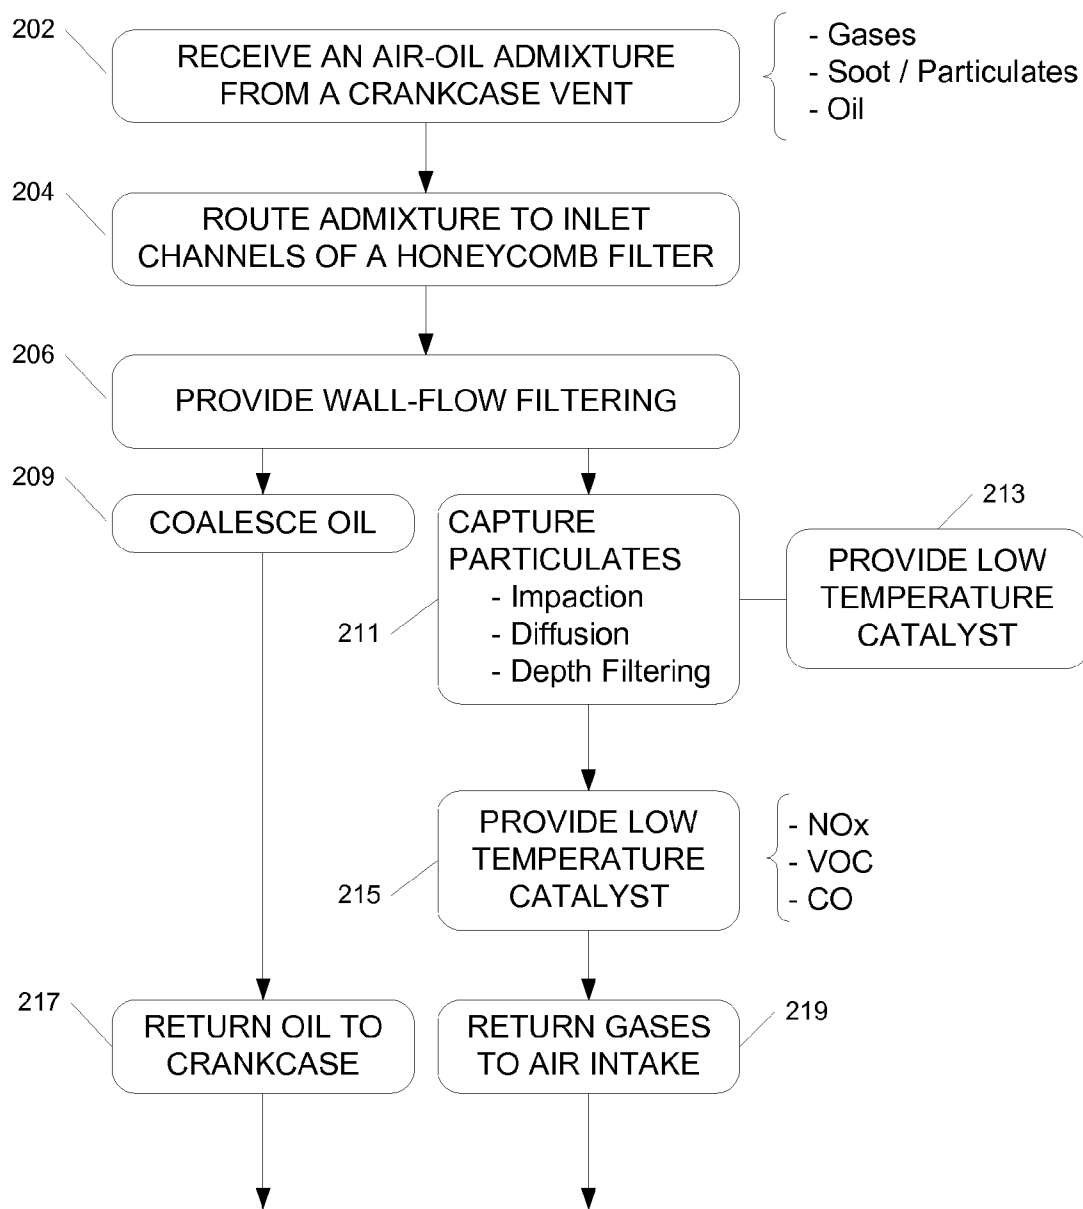 202
RECEIVE AN AIR-OIL ADMIXTURE
FROM A CRANKCASE VENT
- Gases
- Soot / Particulates
- Oil
204
ROUTE ADMIXTURE TO INLET
CHANNELS OF A HONEYCOMB FILTER
206
PROVIDE WALL-FLOW FILTERING
209
COALESCE OIL
CAPTURE
PARTICULATES
- Impaction
- Diffusion
- Depth Filtering
211
213
PROVIDE LOW
TEMPERATURE
CATALYST
PROVIDE LOW
TEMPERATURE
CATALYST
215
- NOx
- VOC
- CO
217
RETURN OIL TO
CRANKCASE
RETURN GASES
TO AIR INTAKE
219